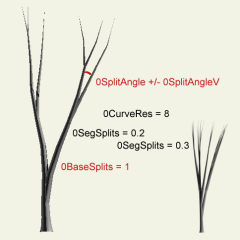 0SplitAngle +/- 0SplitAngleV
0CurveRes = 8
0SegSplits = 0.2
0SegSplits = 0.3
0BaseSplits = 1